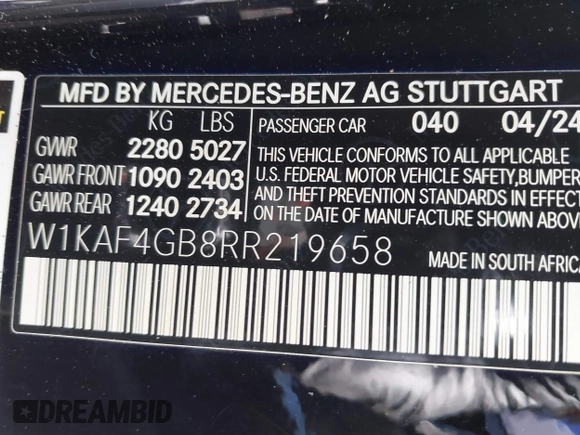 MFD BY MERCEDES-BENZ AG STUTTGART
KG LBS
GVWR 2280 5027
GAWR FRONT 1090 2403
GAWR REAR 1240 2734
PASSENGER CAR 040 04/24
THIS VEHICLE CONFORMS TO ALL APPLICABLE
U.S. FEDERAL MOTOR VEHICLE SAFETY,BUMPER
AND THEFT PREVENTION STANDARDS IN EFFECT
ON THE DATE OF MANUFACTURE SHOWN ABOVE
W1KAF4GB8RR219658
MADE IN SOUTH AFRICA
DREAMBID